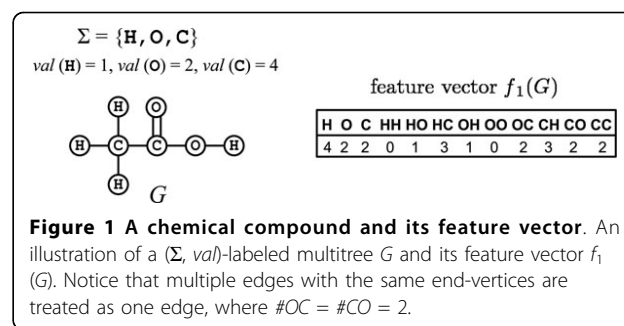 Σ = {H, O, C}
val (H) = 1, val (O) = 2, val (C) = 4
H O
H C C O H
H
G
feature vector f₁(G)
H O C HH HO HC OH OO OC CH CO CC
4 2 2 0 1 3 1 0 2 3 2 2
Figure 1 A chemical compound and its feature vector. An
illustration of a (Σ, val)-labeled multitree G and its feature vector f₁
(G). Notice that multiple edges with the same end-vertices are
treated as one edge, where #OC = #CO = 2.